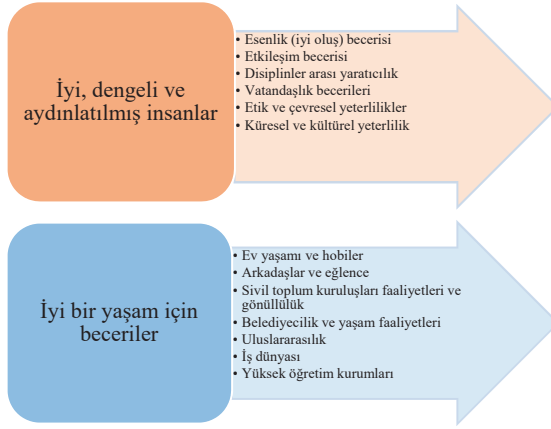 İyi, dengeli ve
aydınlatılmış insanlar
• Esenlik (iyi oluş) becerisi
• Etkileşim becerisi
• Disiplinler arası yaratıcılık
• Vatandaşlık becerileri
• Etik ve çevresel yeterlilikler
• Küresel ve kültürel yeterlilik
İyi bir yaşam için
beceriler
• Ev yaşamı ve hobiler
• Arkadaşlar ve eğlence
• Sivil toplum kuruluşları faaliyetleri ve
gönüllülük
• Belediyecilik ve yaşam faaliyetleri
• Uluslararasılık
• İş dünyası
• Yüksek öğretim kurumları